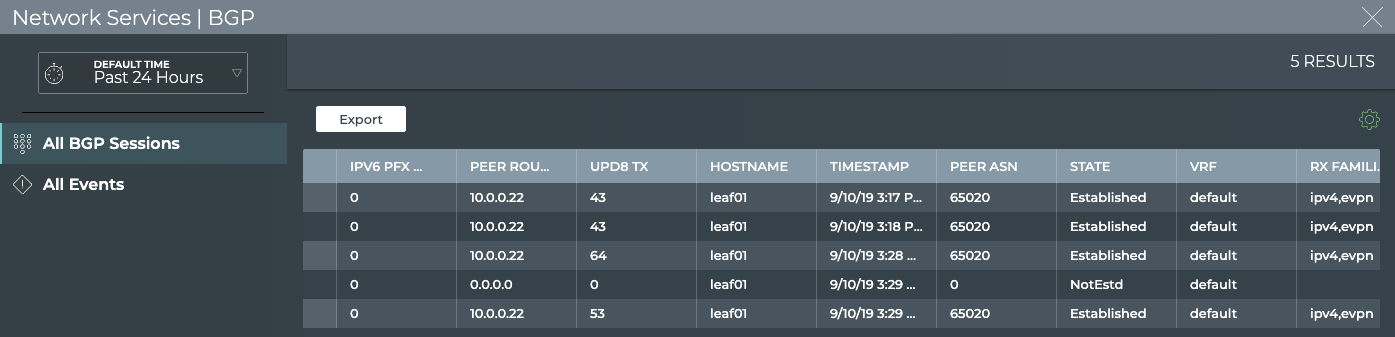 Network Services | BGP
DEFAULT TIME
Past 24 Hours
5 RESULTS
All BGP Sessions
All Events
Export
IPV6 PFX ... PEER ROU... UPD8 TX HOSTNAME TIMESTAMP PEER ASN STATE VRF RX FAMILI.
0 10.0.0.22 43 leaf01 9/10/19 3:17 P... 65020 Established default ipv4,evpn
0 10.0.0.22 43 leaf01 9/10/19 3:18 P... 65020 Established default ipv4,evpn
0 10.0.0.22 64 leaf01 9/10/19 3:28 ... 65020 Established default ipv4,evpn
0 0.0.0.0 0 leaf01 9/10/19 3:29 ... 0 NotEstd default
0 10.0.0.22 53 leaf01 9/10/19 3:29 ... 65020 Established default ipv4,evpn